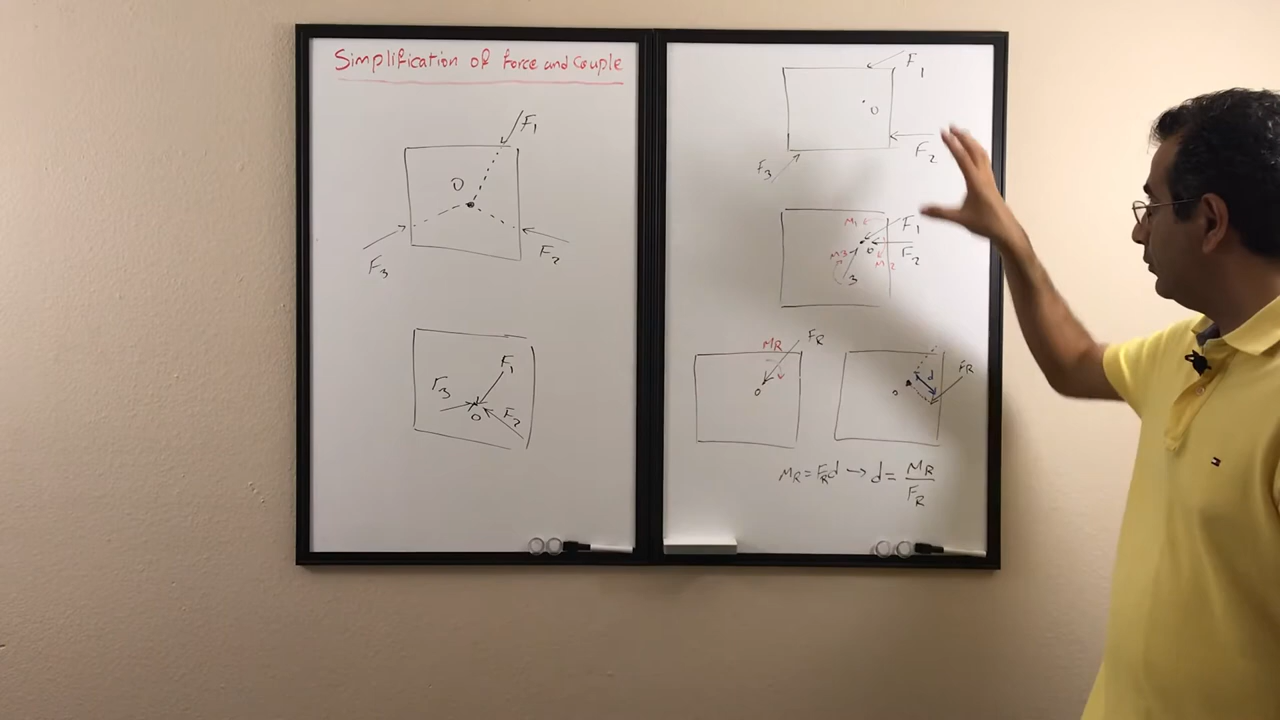 Simplification of force and Couple
F1
O
F2
F3
F1
F3
F2
O
F1
O
F2
F3
M1
F1
O
F2
M3
M2
3
MR
FR
O
d
FR
O
MR = FR d → d = MR / FR